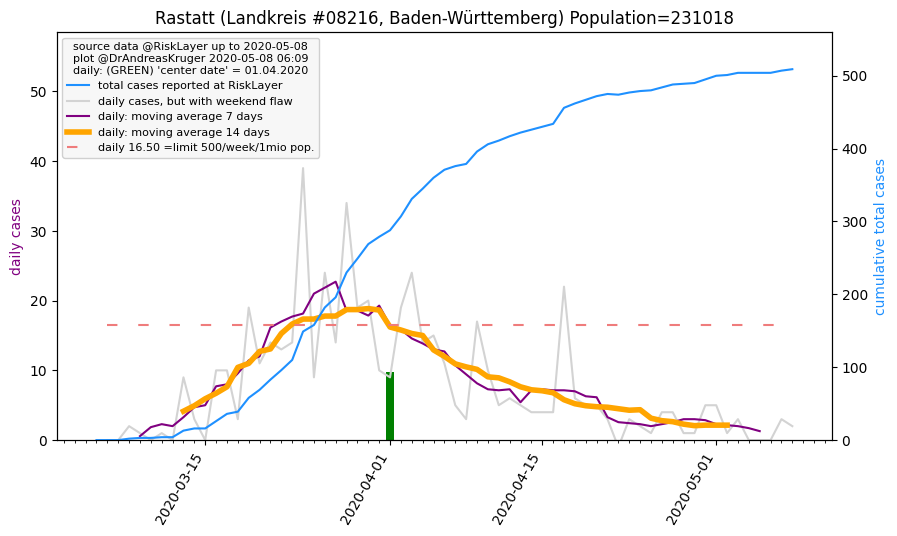 Rastatt (Landkreis #08216, Baden-Württemberg) Population=231018
source data @RiskLayer up to 2020-05-08
plot @DrAndreasKruger 2020-05-08 06:09
daily: (GREEN) 'center date' = 01.04.2020
total cases reported at RiskLayer
daily cases, but with weekend flaw
daily: moving average 7 days
daily: moving average 14 days
daily 16.50 =limit 500/week/1mio pop.
daily cases
50
40
30
20
10
0
cumulative total cases
500
400
300
200
100
0
2020-03-15
2020-04-01
2020-04-15
2020-05-01